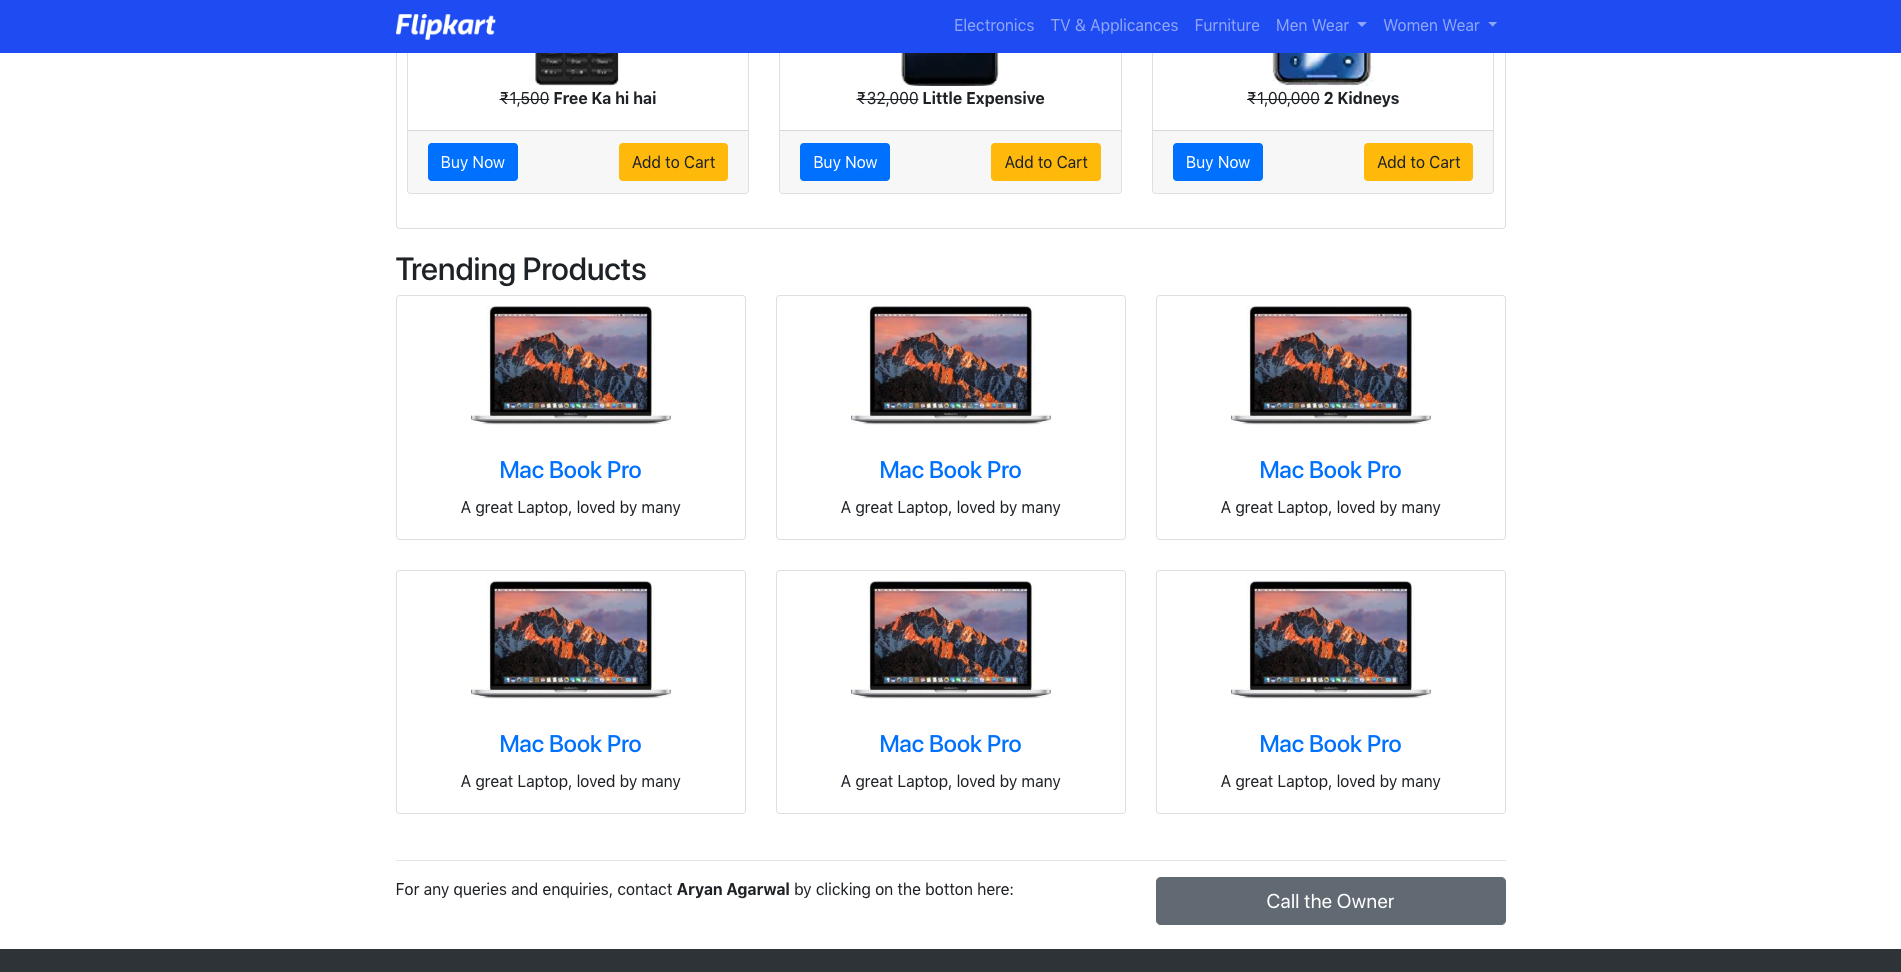 Flipkart
Electronics TV & Applicances Furniture Men Wear Women Wear
₹1,500 Free Ka hi hai
₹32,000 Little Expensive
₹1,00,000 2 Kidneys
Buy Now Add to Cart
Buy Now Add to Cart
Buy Now Add to Cart
Trending Products
Mac Book Pro
A great Laptop, loved by many
Mac Book Pro
A great Laptop, loved by many
Mac Book Pro
A great Laptop, loved by many
Mac Book Pro
A great Laptop, loved by many
Mac Book Pro
A great Laptop, loved by many
Mac Book Pro
A great Laptop, loved by many
For any queries and enquiries, contact Aryan Agarwal by clicking on the botton here:
Call the Owner